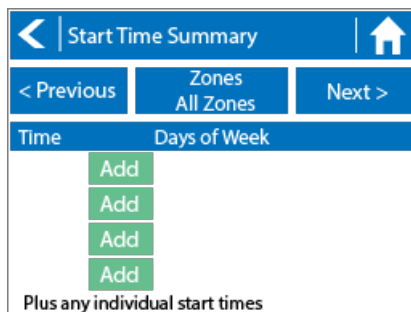 Start Time Summary
< Previous
Zones
All Zones
Next >
Time Days of Week
Add
Add
Add
Add
Plus any individual start times